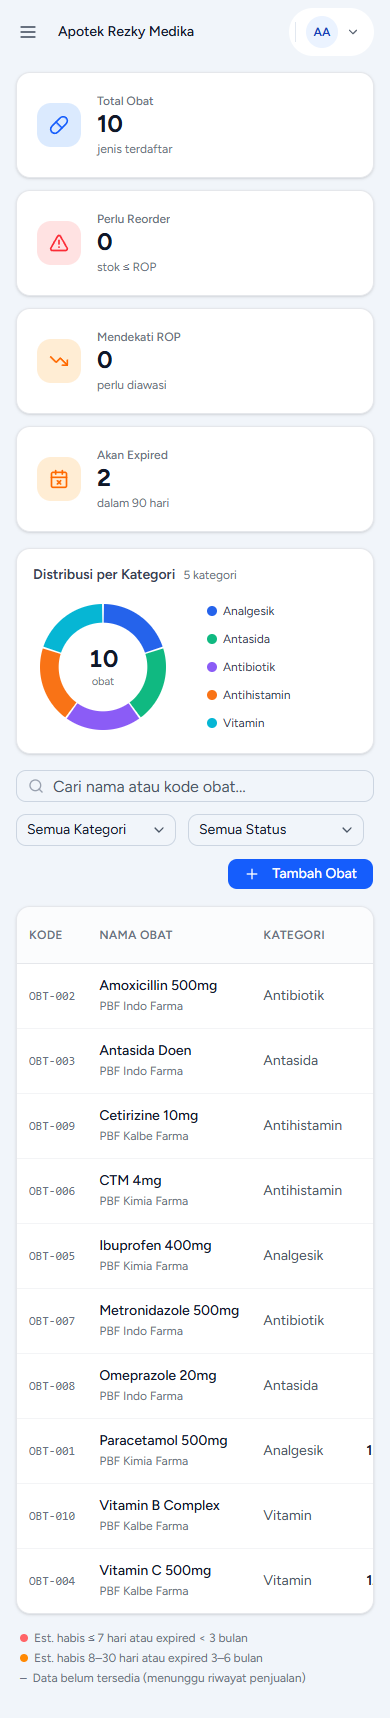 Apotek Rezky Medika
AA
Total Obat
10
jenis terdaftar
Perlu Reorder
0
stok ≤ ROP
Mendekati ROP
0
perlu diawasi
Akan Expired
2
dalam 90 hari
Distribusi per Kategori 5 kategori
10
obat
Analgesik
Antasida
Antibiotik
Antihistamin
Vitamin
Cari nama atau kode obat...
Semua Kategori Semua Status
+ Tambah Obat
KODE NAMA OBAT KATEGORI
OBT-002 Amoxicillin 500mg Antibiotik
PBF Indo Farma
OBT-003 Antasida Doen Antasida
PBF Indo Farma
OBT-009 Cetirizine 10mg Antihistamin
PBF Kalbe Farma
OBT-006 CTM 4mg Antihistamin
PBF Kimia Farma
OBT-005 Ibuprofen 400mg Analgesik
PBF Kimia Farma
OBT-007 Metronidazole 500mg Antibiotik
PBF Indo Farma
OBT-008 Omeprazole 20mg Antasida
PBF Indo Farma
OBT-001 Paracetamol 500mg Analgesik 1
PBF Kimia Farma
OBT-010 Vitamin B Complex Vitamin
PBF Kalbe Farma
OBT-004 Vitamin C 500mg Vitamin 1
PBF Kalbe Farma
Est. habis ≤ 7 hari atau expired < 3 bulan
Est. habis 8–30 hari atau expired 3–6 bulan
– Data belum tersedia (menunggu riwayat penjualan)